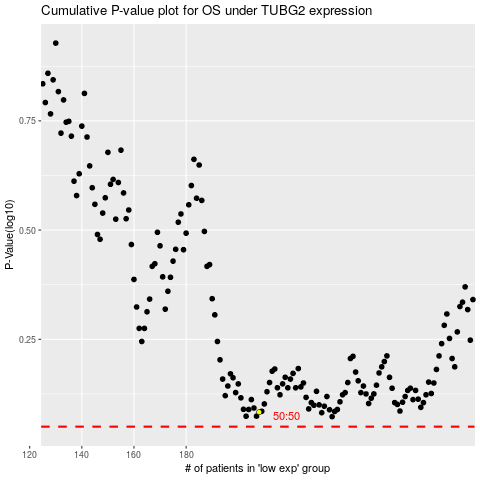 Cumulative P-value plot for OS under TUBG2 expression
P-Value(log10)
0.75
0.50
0.25
50:50
120 140 160 180
# of patients in 'low exp' group